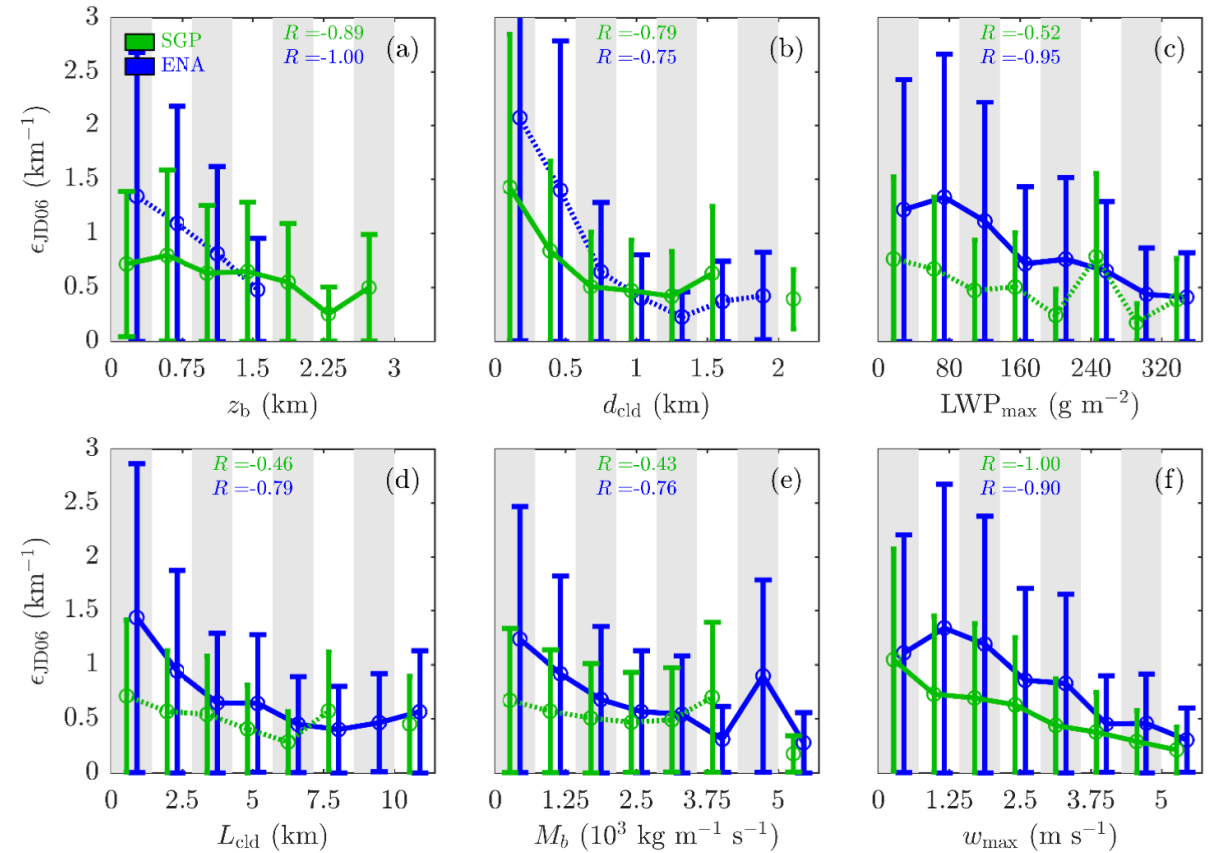 SGP
ENA
R =-0.89
R =-1.00
(a)
R =-0.79
R =-0.75
(b)
R =-0.52
R =-0.95
(c)
3
2.5
2
1.5
1
0.5
0
ϵJD06 (km−1)
0 0.75 1.5 2.25 3
zb (km)
0 0.5 1 1.5 2
dcld (km)
0 80 160 240 320
LWPmax (g m−2)
R =-0.46
R =-0.79
(d)
R =-0.43
R =-0.76
(e)
R =-1.00
R =-0.90
(f)
3
2.5
2
1.5
1
0.5
0
ϵJD06 (km−1)
0 2.5 5 7.5 10
Lcld (km)
0 1.25 2.5 3.75 5
Mb (103 kg m−1 s−1)
0 1.25 2.5 3.75 5
wmax (m s−1)